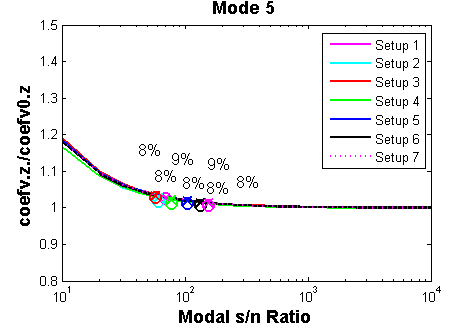 Mode 5
coefv.z./coefv0.z
1.5
1.4
1.3
1.2
1.1
1
0.9
0.8
Setup 1
Setup 2
Setup 3
Setup 4
Setup 5
Setup 6
Setup 7
8% 9% 9%
8% 8% 8% 8%
10^1 10^2 10^3 10^4
Modal s/n Ratio